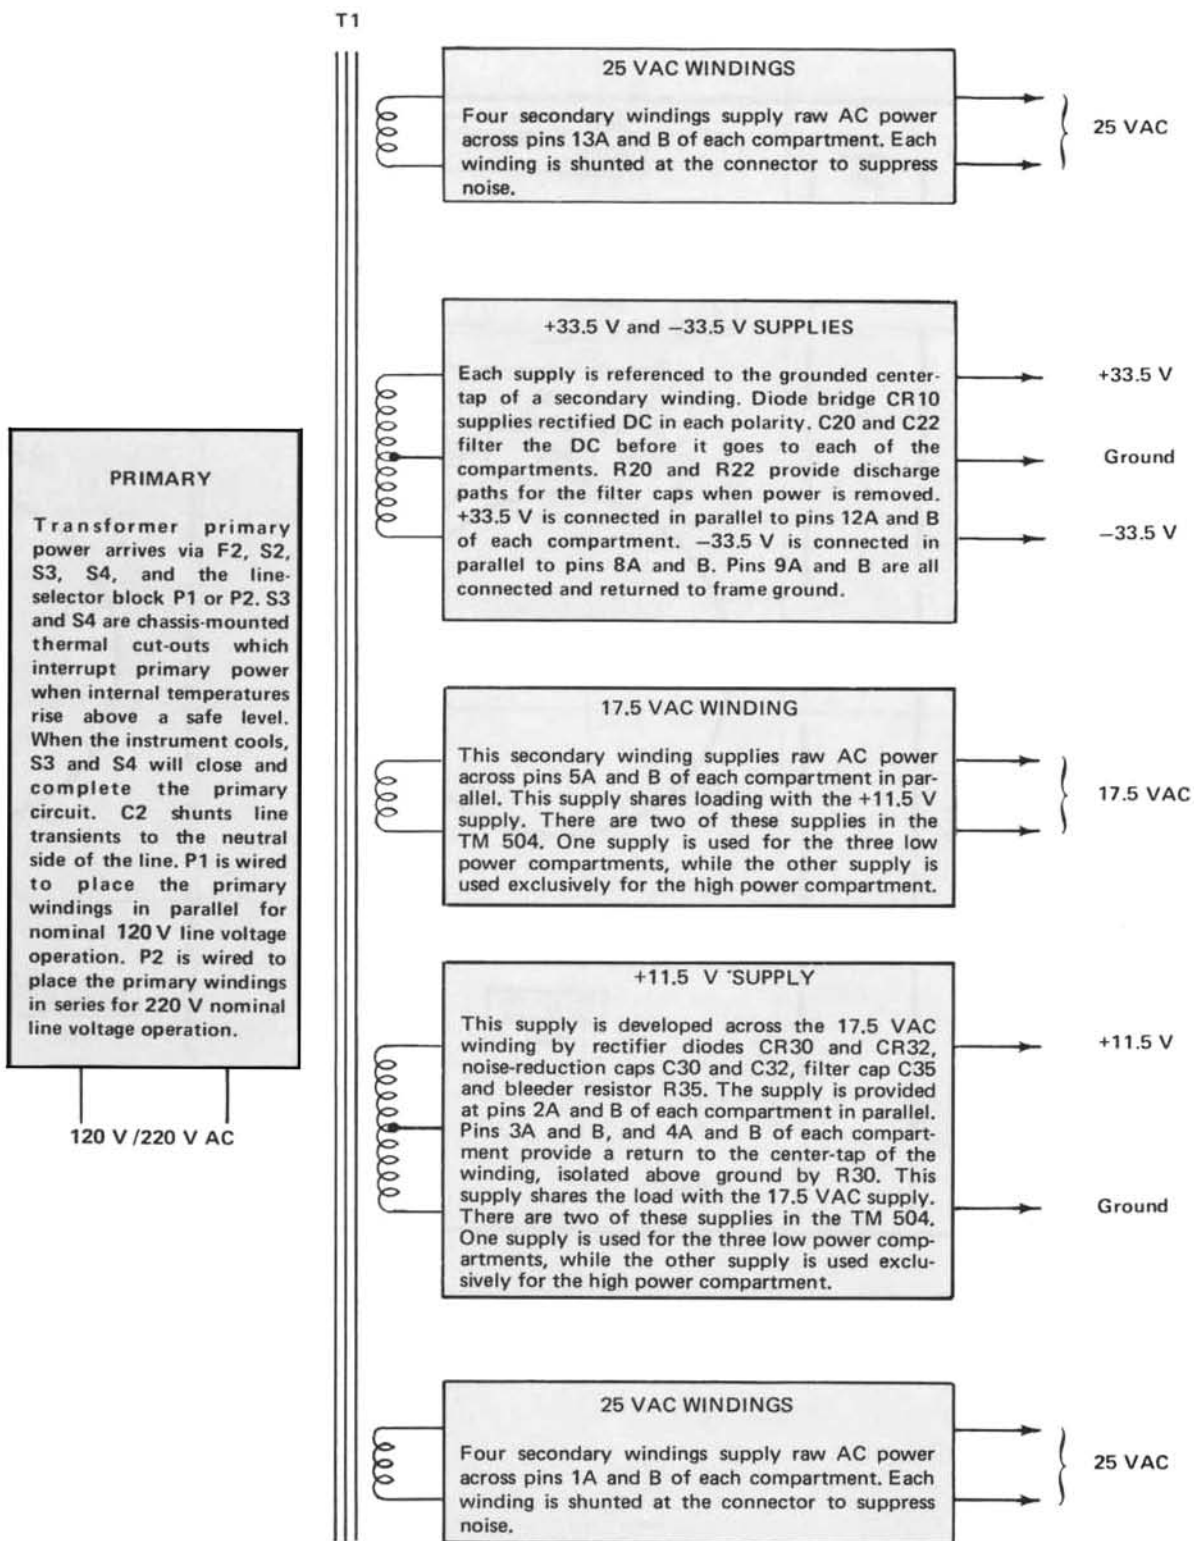 T1
25 VAC WINDINGS
Four secondary windings supply raw AC power
across pins 13A and B of each compartment. Each
winding is shunted at the connector to suppress
noise.
25 VAC
+33.5 V and −33.5 V SUPPLIES
Each supply is referenced to the grounded center-
tap of a secondary winding. Diode bridge CR10
supplies rectified DC in each polarity. C20 and C22
filter the DC before it goes to each of the
compartments. R20 and R22 provide discharge
paths for the filter caps when power is removed.
+33.5 V is connected in parallel to pins 12A and B
of each compartment. −33.5 V is connected in
parallel to pins 8A and B. Pins 9A and B are all
connected and returned to frame ground.
+33.5 V
Ground
−33.5 V
PRIMARY
Transformer primary
power arrives via F2, S2,
S3, S4, and the line-
selector block P1 or P2. S3
and S4 are chassis-mounted
thermal cut-outs which
interrupt primary power
when internal temperatures
rise above a safe level.
When the instrument cools,
S3 and S4 will close and
complete the primary
circuit. C2 shunts line
transients to the neutral
side of the line. P1 is wired
to place the primary
windings in parallel for
nominal 120 V line voltage
operation. P2 is wired to
place the primary windings
in series for 220 V nominal
line voltage operation.
120 V /220 V AC
17.5 VAC WINDING
This secondary winding supplies raw AC power
across pins 5A and B of each compartment in par-
allel. This supply shares loading with the +11.5 V
supply. There are two of these supplies in the
TM 504. One supply is used for the three low
power compartments, while the other supply is
used exclusively for the high power compartment.
17.5 VAC
+11.5 V SUPPLY
This supply is developed across the 17.5 VAC
winding by rectifier diodes CR30 and CR32,
noise-reduction caps C30 and C32, filter cap C35
and bleeder resistor R35. The supply is provided
at pins 2A and B of each compartment in parallel.
Pins 3A and B, and 4A and B of each compart-
ment provide a return to the center-tap of the
winding, isolated above ground by R30. This
supply shares the load with the 17.5 VAC supply.
There are two of these supplies in the TM 504.
One supply is used for the three low power comp-
artments, while the other supply is used exclu-
sively for the high power compartment.
+11.5 V
Ground
25 VAC WINDINGS
Four secondary windings supply raw AC power
across pins 1A and B of each compartment. Each
winding is shunted at the connector to suppress
noise.
25 VAC